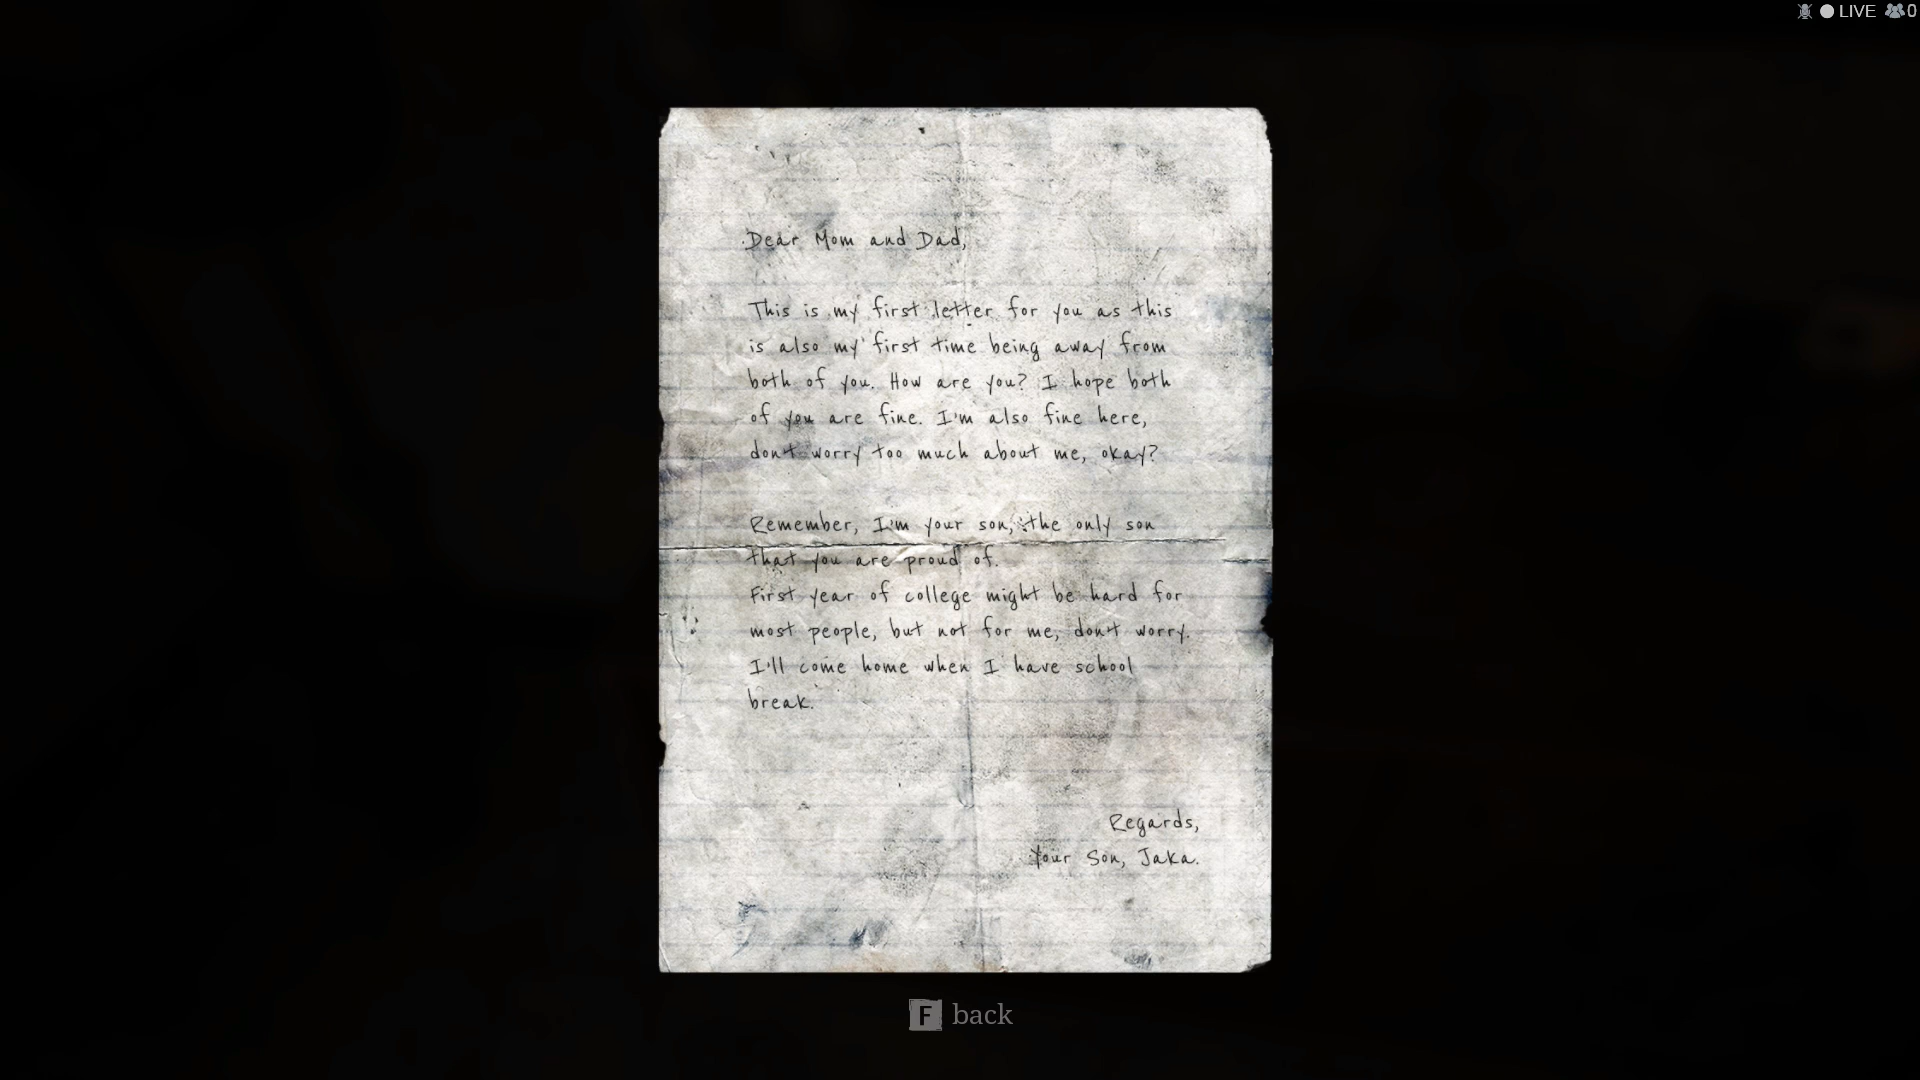 LIVE 0
Dear Mom and Dad,
This is my first letter for you as this
is also my first time being away from
both of you. How are you? I hope both
of you are fine. I'm also fine here,
don't worry too much about me, okay?
Remember, I'm your son, the only son
that you are proud of.
First year of college might be hard for
most people, but not for me, don't worry.
I'll come home when I have school
break.
Regards,
Your Son, Jaka.
F back